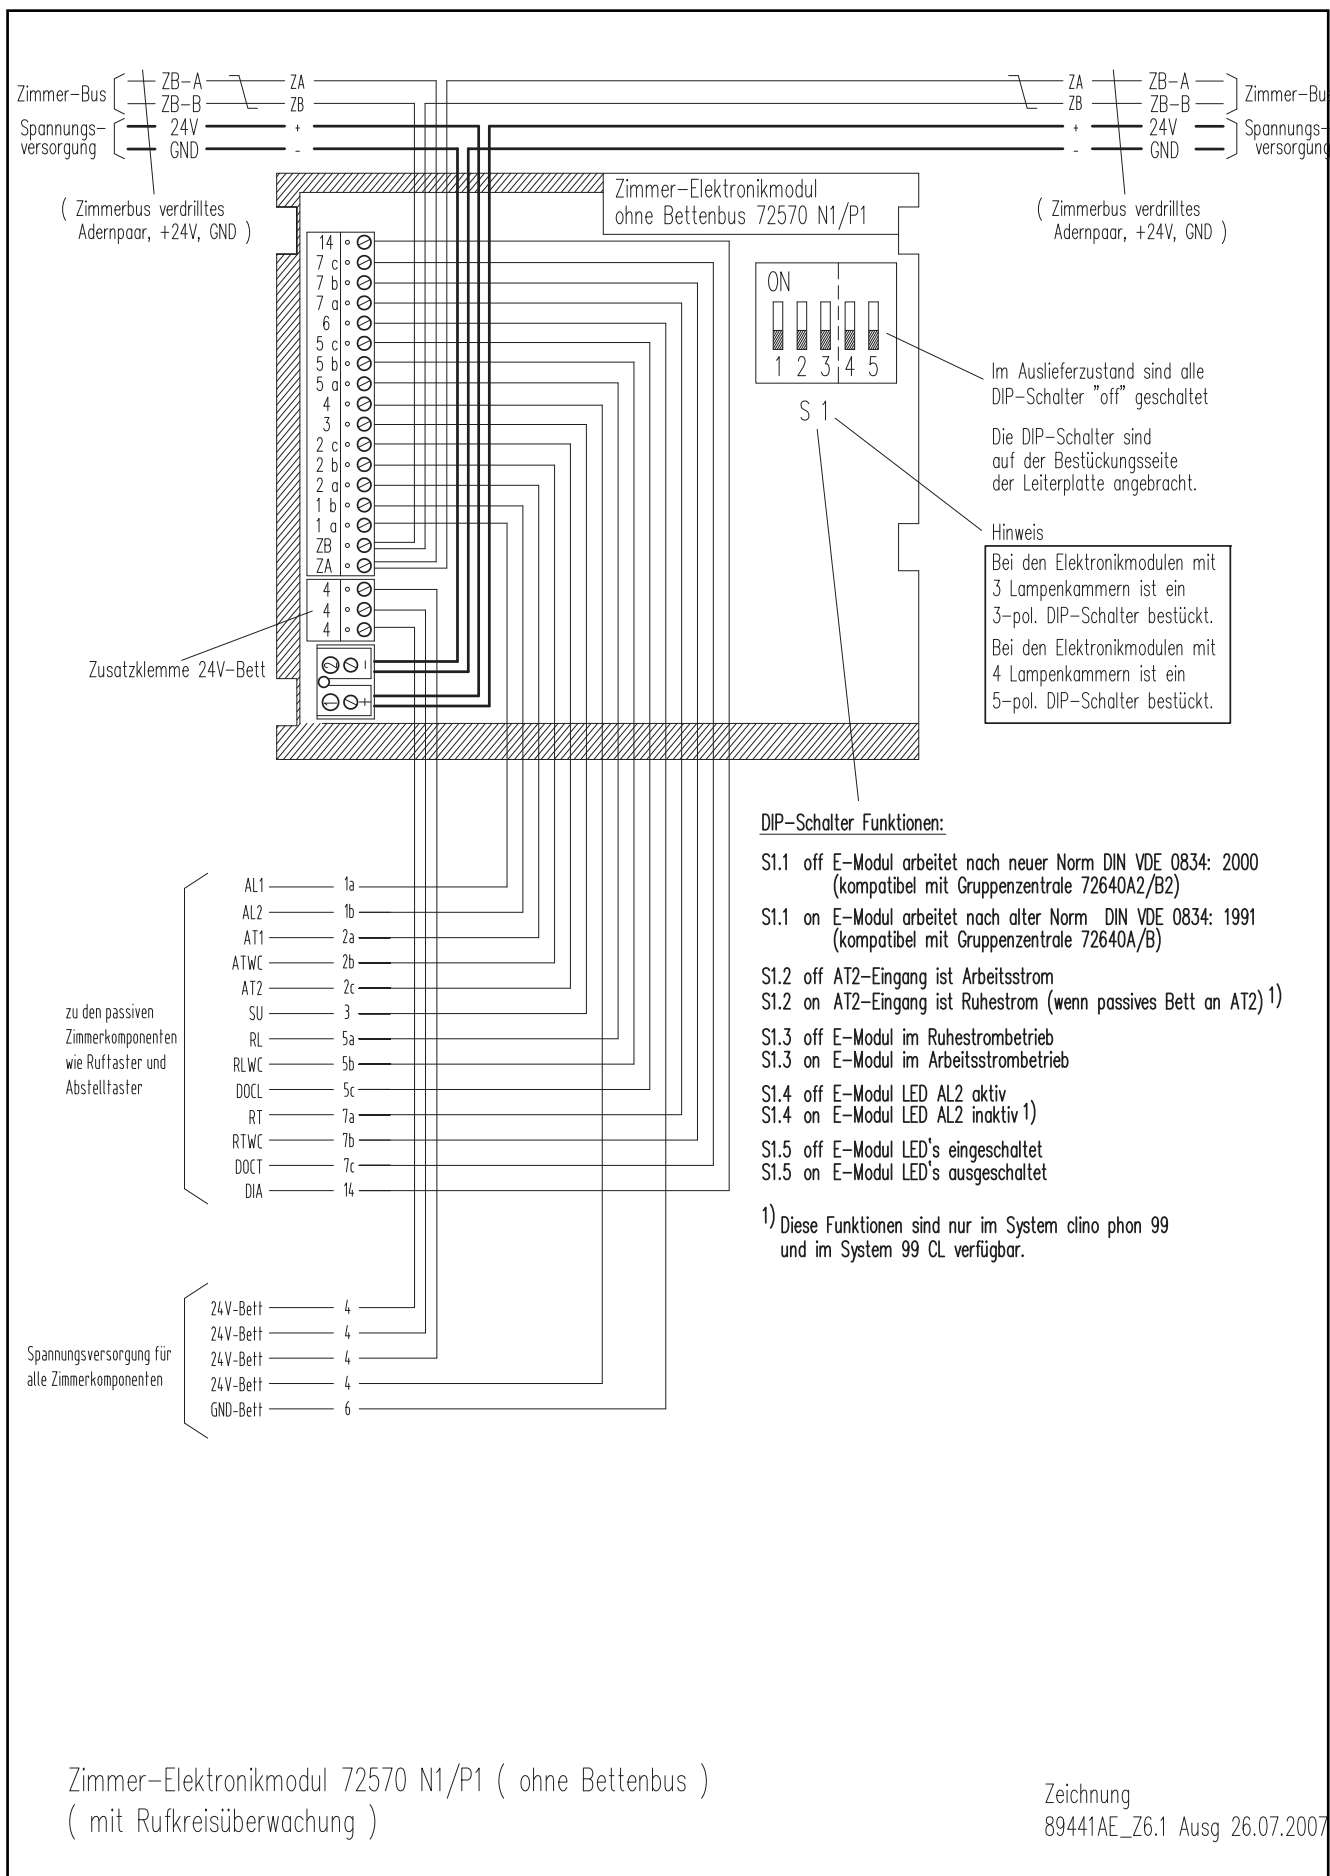 Zimmer-Bus
ZB-A
ZA
ZB-B
ZB
Spannungs-
versorgung
24V
+
GND
-
ZA
ZB-A
ZB
ZB-B
Zimmer-Bu
+
24V
-
GND
Spannungs-
versorgung
( Zimmerbus verdrilltes
Adernpaar, +24V, GND )
Zimmer-Elektronikmodul
ohne Bettenbus 72570 N1/P1
( Zimmerbus verdrilltes
Adernpaar, +24V, GND )
14
7 c
7 b
7 a
6
5 c
5 b
5 a
4
3
2 c
2 b
2 a
1 b
1 a
ZB
ZA
4
4
4
2 -
1 +
ON
1 2 3 4 5
S 1
Im Auslieferzustand sind alle
DIP-Schalter "off" geschaltet
Die DIP-Schalter sind
auf der Bestückungsseite
der Leiterplatte angebracht.
Hinweis
Bei den Elektronikmodulen mit
3 Lampenkammern ist ein
3-pol. DIP-Schalter bestückt.
Bei den Elektronikmodulen mit
4 Lampenkammern ist ein
5-pol. DIP-Schalter bestückt.
Zusatzklemme 24V-Bett
DIP-Schalter Funktionen:
S1.1 off E-Modul arbeitet nach neuer Norm DIN VDE 0834: 2000
(kompatibel mit Gruppenzentrale 72640A2/B2)
S1.1 on E-Modul arbeitet nach alter Norm DIN VDE 0834: 1991
(kompatibel mit Gruppenzentrale 72640A/B)
S1.2 off AT2-Eingang ist Arbeitsstrom
S1.2 on AT2-Eingang ist Ruhestrom (wenn passives Bett an AT2) 1)
S1.3 off E-Modul im Ruhestrombetrieb
S1.3 on E-Modul im Arbeitsstrombetrieb
S1.4 off E-Modul LED AL2 aktiv
S1.4 on E-Modul LED AL2 inaktiv 1)
S1.5 off E-Modul LED's eingeschaltet
S1.5 on E-Modul LED's ausgeschaltet
1) Diese Funktionen sind nur im System clino phon 99
und im System 99 CL verfügbar.
zu den passiven
Zimmerkomponenten
wie Ruftaster und
Abstelltaster
AL1 1a
AL2 1b
AT1 2a
ATWC 2b
AT2 2c
SU 3
RL 5a
RLWC 5b
DOCL 5c
RT 7a
RTWC 7b
DOCT 7c
DIA 14
Spannungsversorgung für
alle Zimmerkomponenten
24V-Bett 4
24V-Bett 4
24V-Bett 4
24V-Bett 4
GND-Bett 6
Zimmer-Elektronikmodul 72570 N1/P1 ( ohne Bettenbus )
( mit Rufkreisüberwachung )
Zeichnung
89441AE_Z6.1 Ausg 26.07.2007